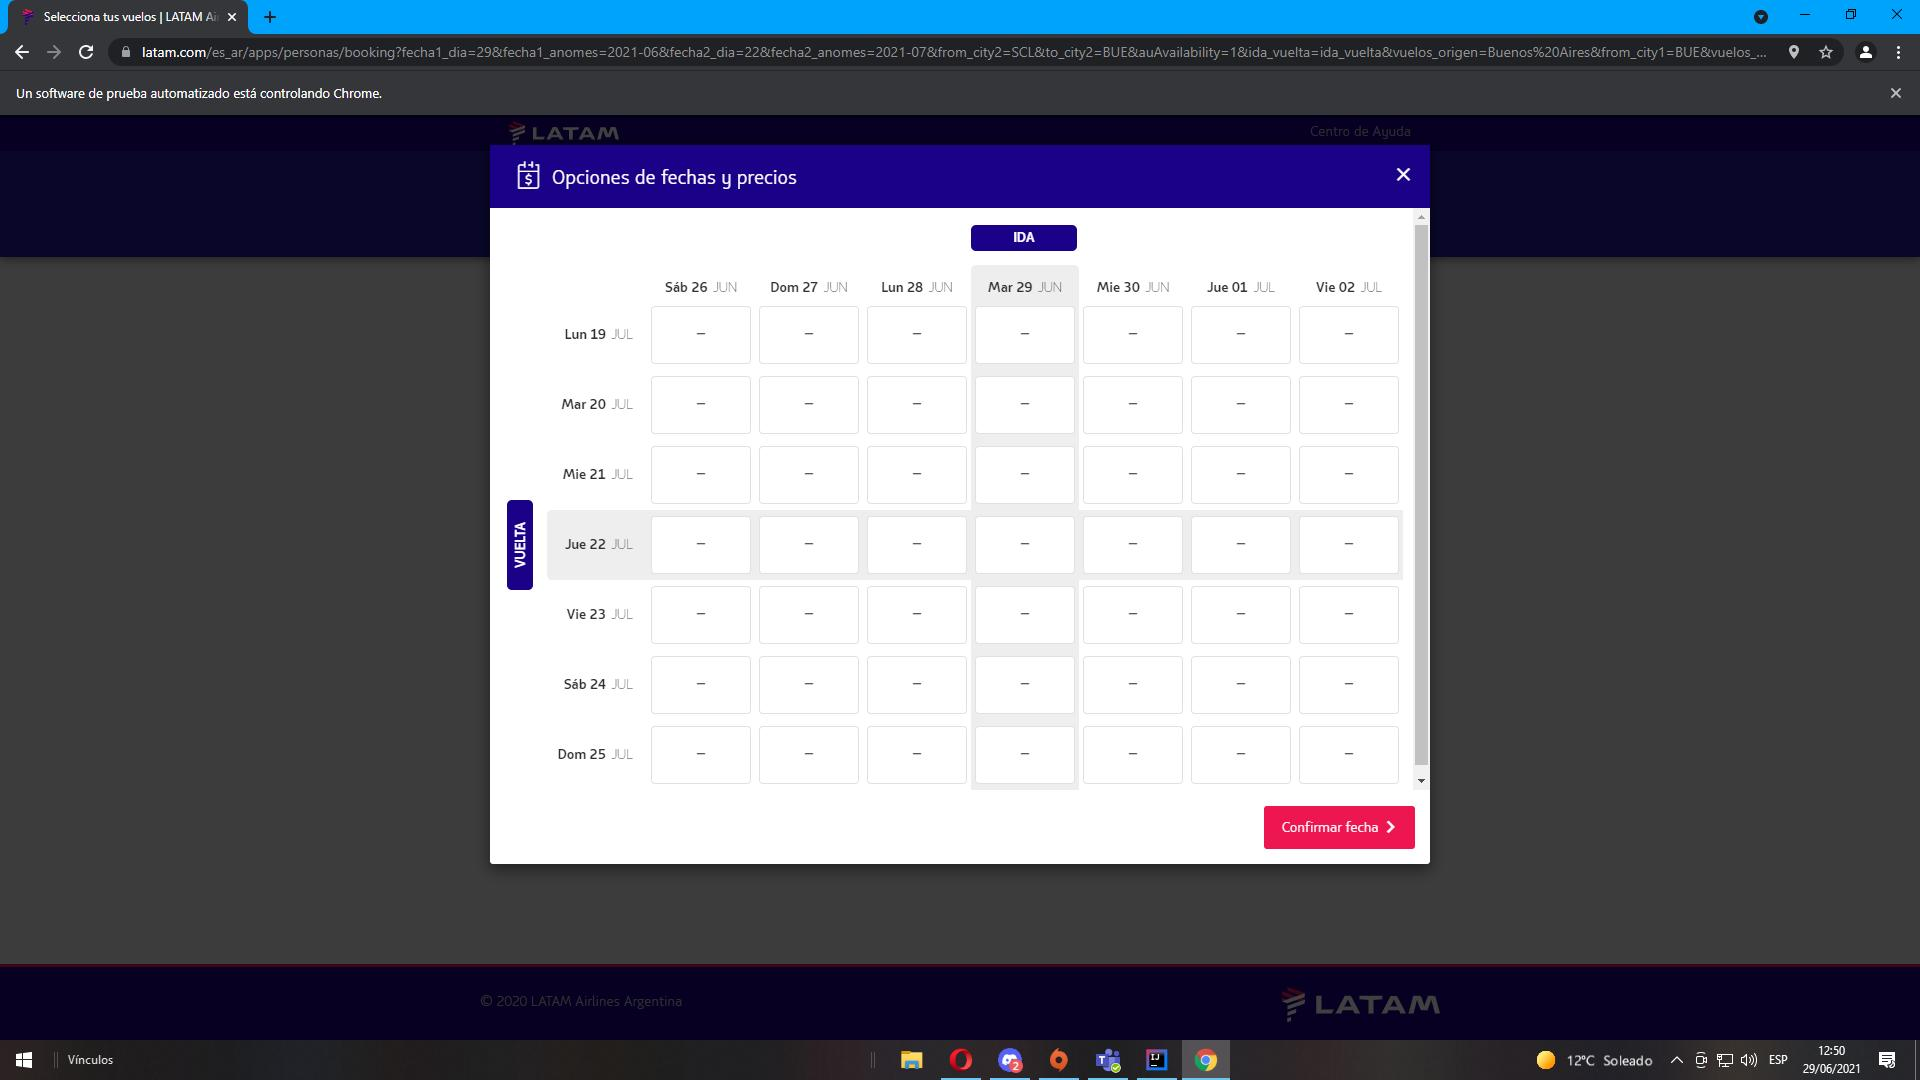 Selecciona tus vuelos | LATAM Ai
latam.com/es_ar/apps/personas/booking?fecha1_dia=29&fecha1_anomes=2021-06&fecha2_dia=22&fecha2_anomes=2021-07&from_city2=SCL&to_city2=BUE&auAvailability=1&ida_vuelta=ida_vuelta&vuelos_origen=Buenos%20Aires&from_city1=BUE&vuelos_...
Un software de prueba automatizado está controlando Chrome.
LATAM
Centro de Ayuda
$ Opciones de fechas y precios
IDA
Sáb 26 JUN Dom 27 JUN Lun 28 JUN Mar 29 JUN Mie 30 JUN Jue 01 JUL Vie 02 JUL
Lun 19 JUL – – – – – – –
Mar 20 JUL – – – – – – –
Mie 21 JUL – – – – – – –
VUELTA
Jue 22 JUL – – – – – – –
Vie 23 JUL – – – – – – –
Sáb 24 JUL – – – – – – –
Dom 25 JUL – – – – – – –
Confirmar fecha
© 2020 LATAM Airlines Argentina
LATAM
Vínculos
2
T
IJ
12°C Soleado
ESP
12:50
29/06/2021